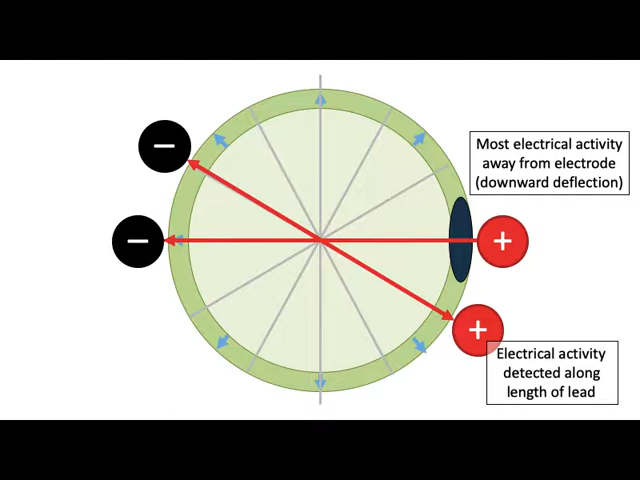 Most electrical activity
away from electrode
(downward deflection)
−
−
+
+
Electrical activity
detected along
length of lead